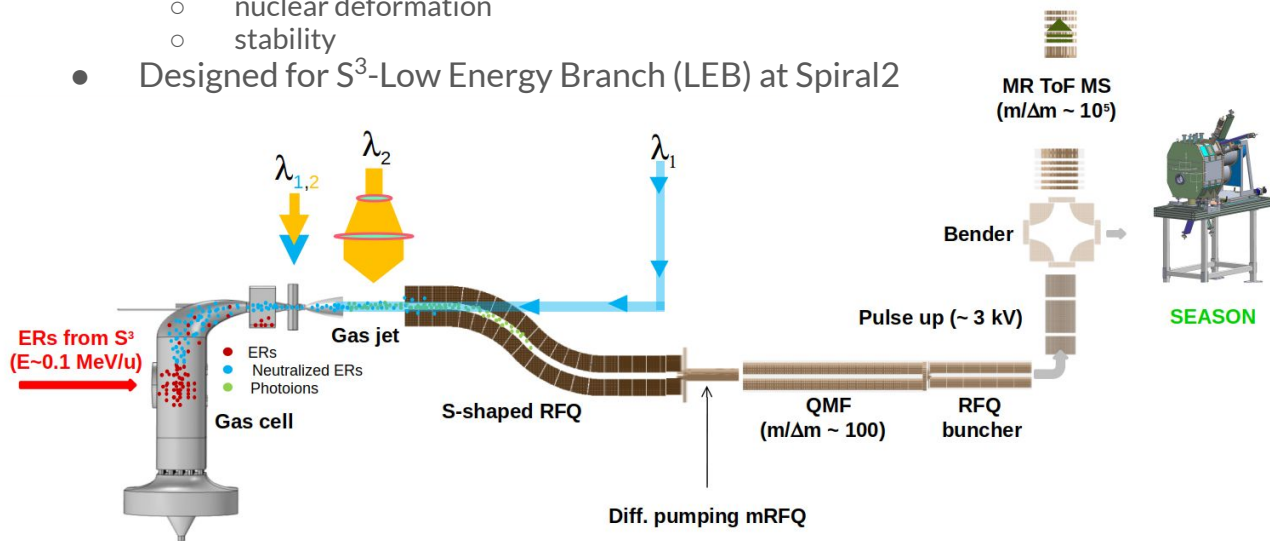 ○ nuclear deformation
○ stability
● Designed for S³-Low Energy Branch (LEB) at Spiral2
MR ToF MS
(m/Δm ~ 10⁵)
λ₁,₂
λ₂
λ₁
Bender
Pulse up (~ 3 kV)
SEASON
ERs from S³
(E~0.1 MeV/u)
Gas jet
ERs
Neutralized ERs
Photoions
Gas cell
S-shaped RFQ
QMF
(m/Δm ~ 100)
RFQ
buncher
Diff. pumping mRFQ